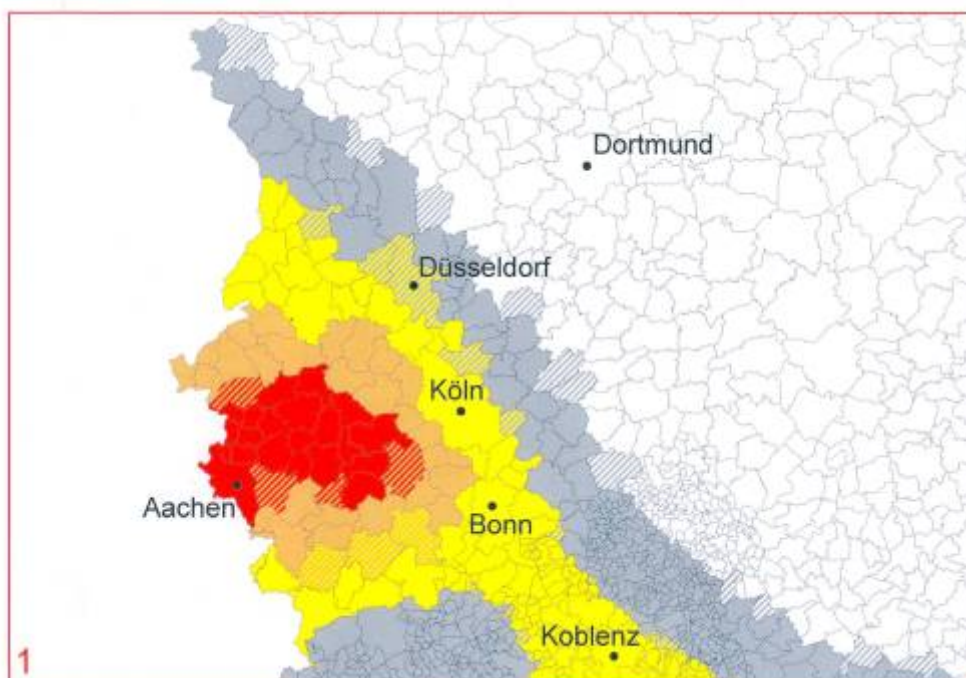 Dortmund
Düsseldorf
Köln
Aachen
Bonn
Koblenz
1